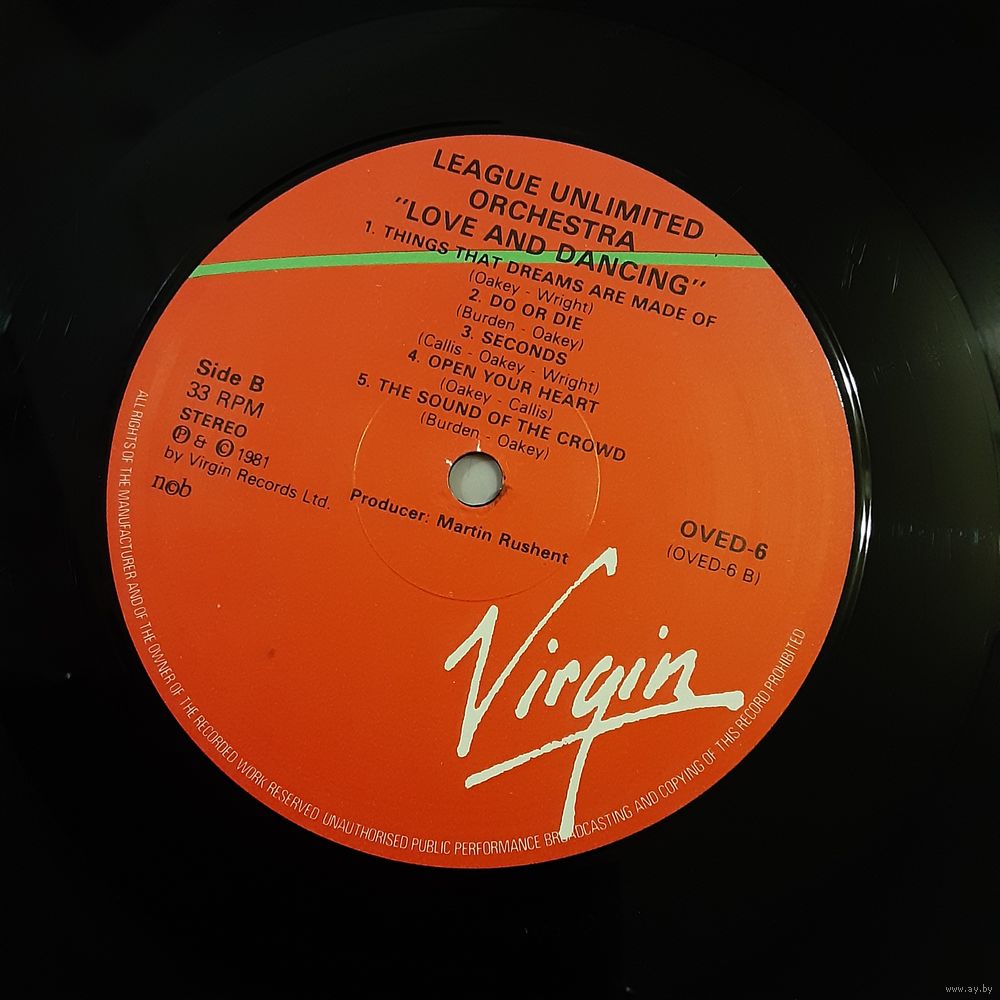 LEAGUE UNLIMITED
ORCHESTRA
"LOVE AND DANCING"
1. THINGS THAT DREAMS ARE MADE OF
(Oakey - Wright)
2. DO OR DIE
(Burden - Oakey)
3. SECONDS
(Callis - Oakey - Wright)
4. OPEN YOUR HEART
(Oakey - Callis)
5. THE SOUND OF THE CROWD
(Burden - Oakey)
Side B
33 RPM
STEREO
Ⓟ & © 1981
by Virgin Records Ltd.
n©b
Producer: Martin Rushent
OVED-6
(OVED-6 B)
Virgin
ALL RIGHTS OF THE MANUFACTURER AND OF THE OWNER OF THE RECORDED WORK RESERVED UNAUTHORISED PUBLIC PERFORMANCE BROADCASTING AND COPYING OF THIS RECORD PROHIBITED
www.ay.by